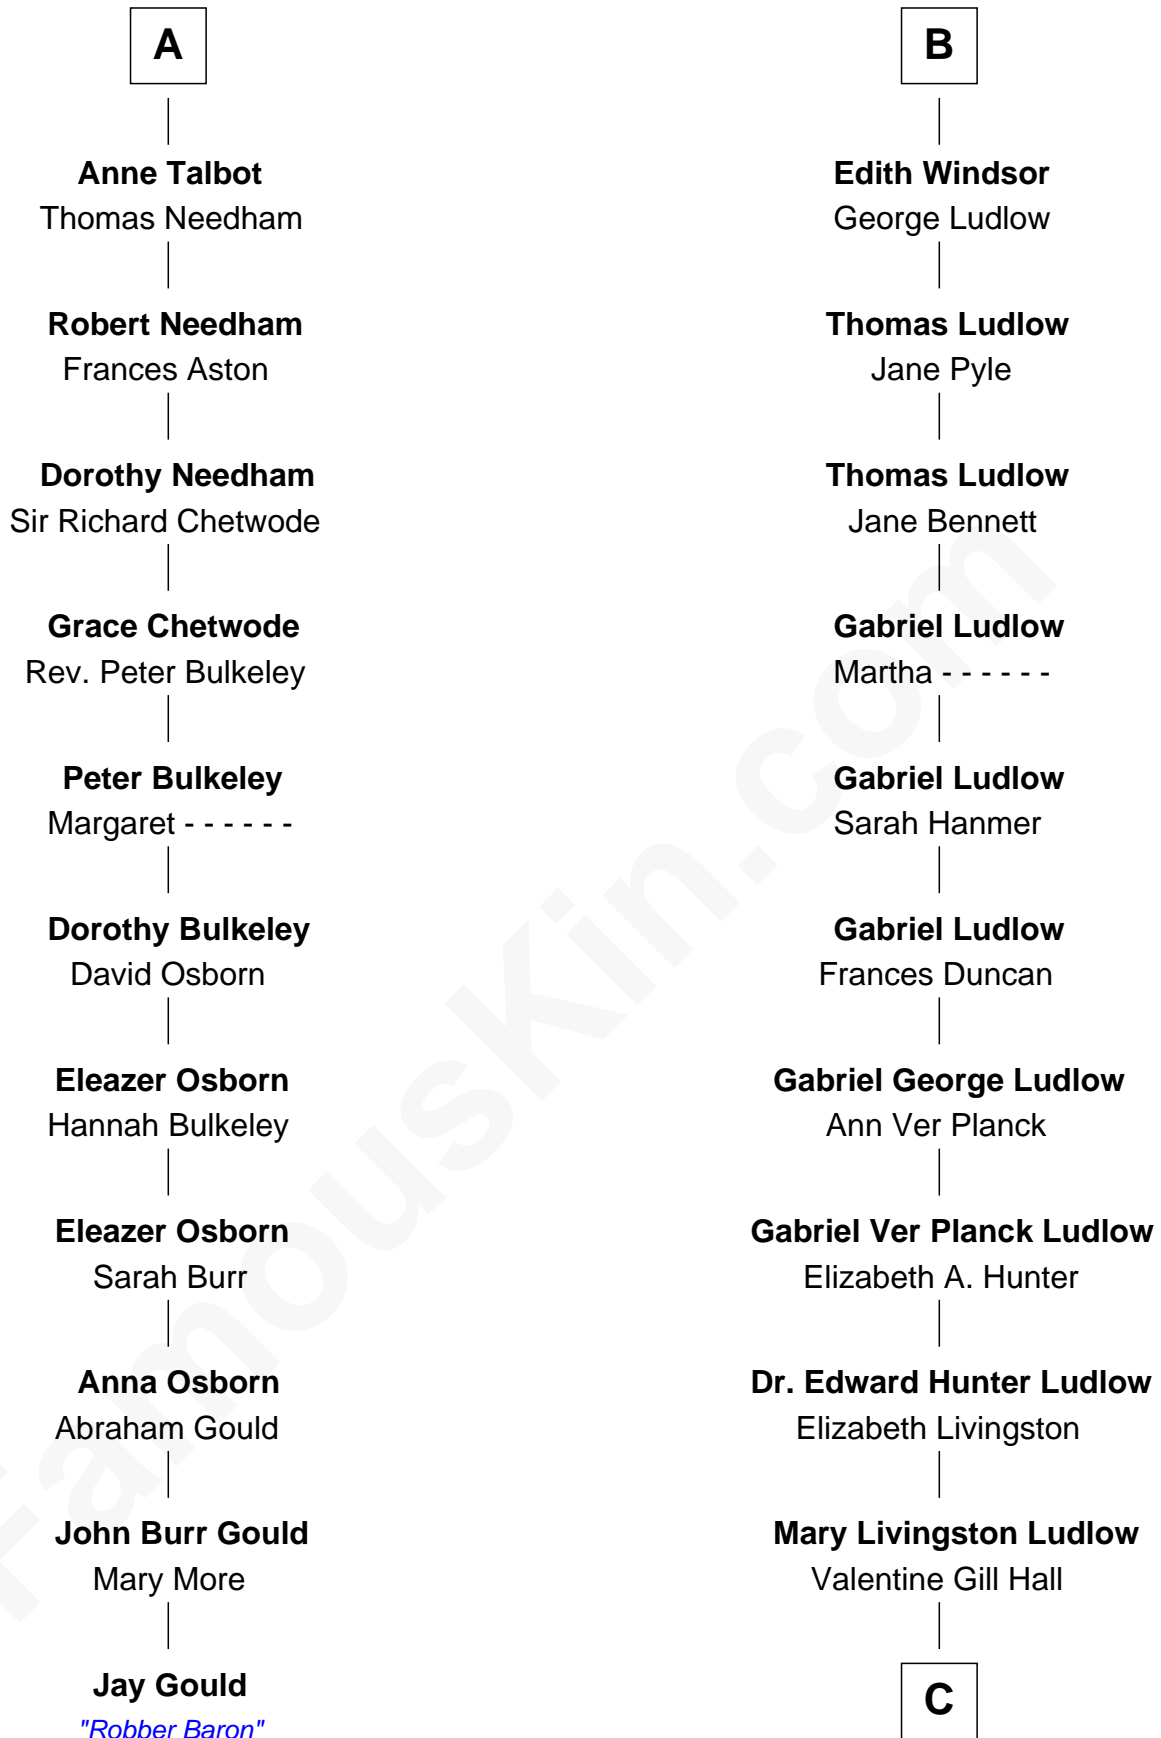 A
Anne Talbot
Thomas Needham
Robert Needham
Frances Aston
Dorothy Needham
Sir Richard Chetwode
Grace Chetwode
Rev. Peter Bulkeley
Peter Bulkeley
Margaret - - - - - -
Dorothy Bulkeley
David Osborn
Eleazer Osborn
Hannah Bulkeley
Eleazer Osborn
Sarah Burr
Anna Osborn
Abraham Gould
John Burr Gould
Mary More
Jay Gould
"Robber Baron"
B
Edith Windsor
George Ludlow
Thomas Ludlow
Jane Pyle
Thomas Ludlow
Jane Bennett
Gabriel Ludlow
Martha - - - - - -
Gabriel Ludlow
Sarah Hanmer
Gabriel Ludlow
Frances Duncan
Gabriel George Ludlow
Ann Ver Planck
Gabriel Ver Planck Ludlow
Elizabeth A. Hunter
Dr. Edward Hunter Ludlow
Elizabeth Livingston
Mary Livingston Ludlow
Valentine Gill Hall
C
FamousKin.com